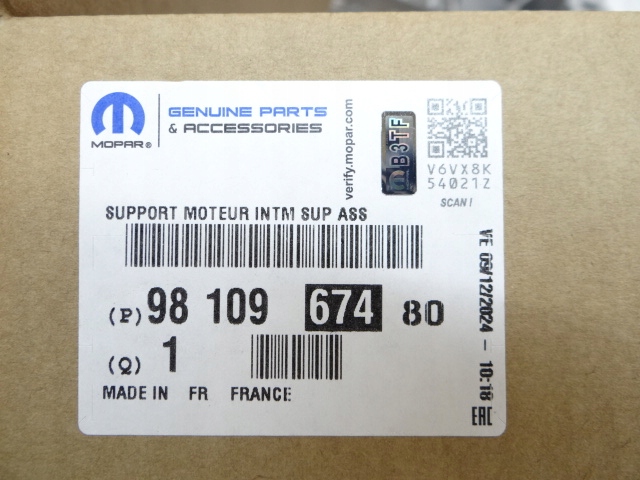 MOPAR®
GENUINE PARTS
& ACCESSORIES
verify.mopar.com
B3TF
V6VX8K
54021Z
SCAN!
SUPPORT MOTEUR INTM SUP ASS
(P) 98 109 674 80
(Q) 1
MADE IN FR FRANCE
VE 09/12/2024 - 10:18
EAC